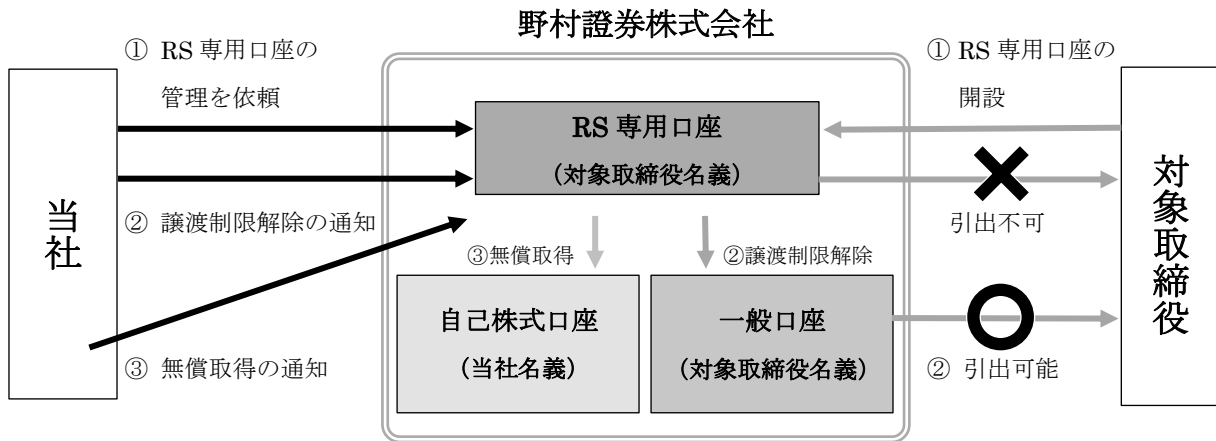 野村證券株式会社
① RS 専用口座の
管理を依頼
① RS 専用口座の
開設
RS 専用口座
（対象取締役名義）
当社
対象取締役
② 譲渡制限解除の通知
引出不可
③無償取得
②譲渡制限解除
自己株式口座
（当社名義）
一般口座
（対象取締役名義）
③ 無償取得の通知
② 引出可能